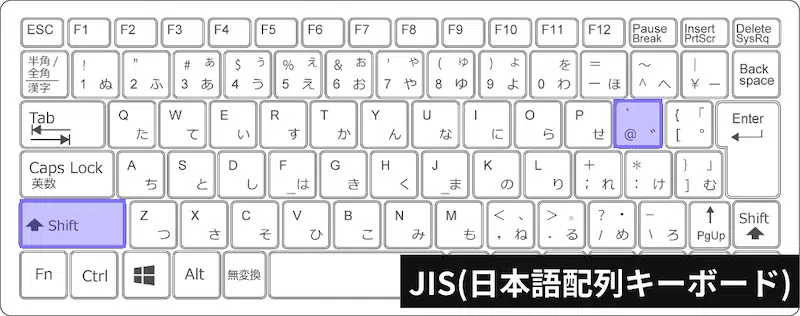 ESC F1 F2 F3 F4 F5 F6 F7 F8 F9 F10 F11 F12 Pause Break Insert PrtScr Delete SysRq
半角/全角 漢字 ! 1 ぬ " 2 ふ # ぁ 3 あ $ ぅ 4 う % ぇ 5 え & ぉ 6 お ' ゃ 7 や ( ゅ 8 ゆ ) ょ 9 よ を 0 わ = - ほ ~ ^ へ | ¥ ー Back space
Tab Q た W て E ぃ い R す T か Y ん U な I に O ら P せ ` @ ゛ { 「 [ ゜ Enter
Caps Lock 英数 A ち S と D し F は G き H く J ま K の L り + ; れ * : け } 」 ] む
Shift Z っ つ X さ C そ V ひ B こ N み M も < 、 , ね > 。 . る ? ・ / め _ \ ろ PgUp Shift
Fn Ctrl Alt 無変換
JIS(日本語配列キーボード)